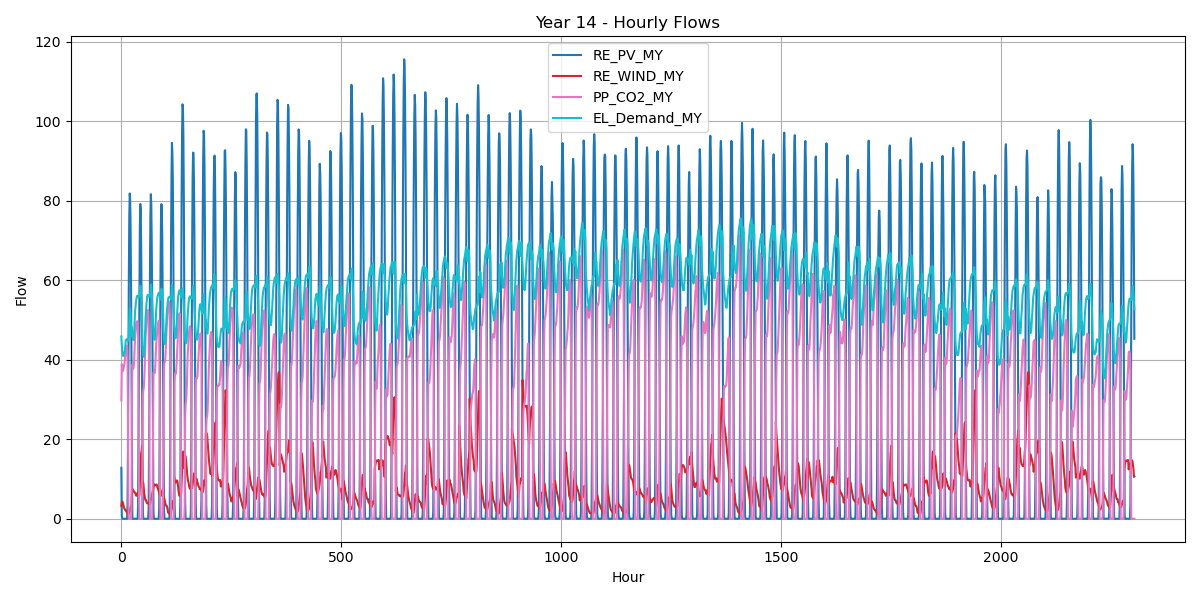 Year 14 - Hourly Flows
120
100
80
60
40
20
0
Flow
RE_PV_MY
RE_WIND_MY
PP_CO2_MY
EL_Demand_MY
0
500
1000
1500
2000
Hour